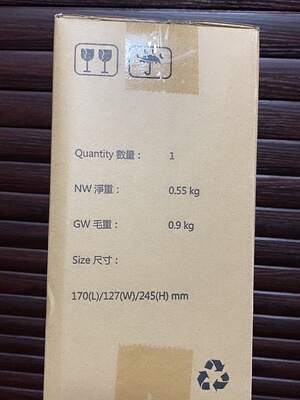 Quantity 數量： 1
NW 淨重： 0.55 kg
GW 毛重： 0.9 kg
Size 尺寸：
170(L)/127(W)/245(H) mm